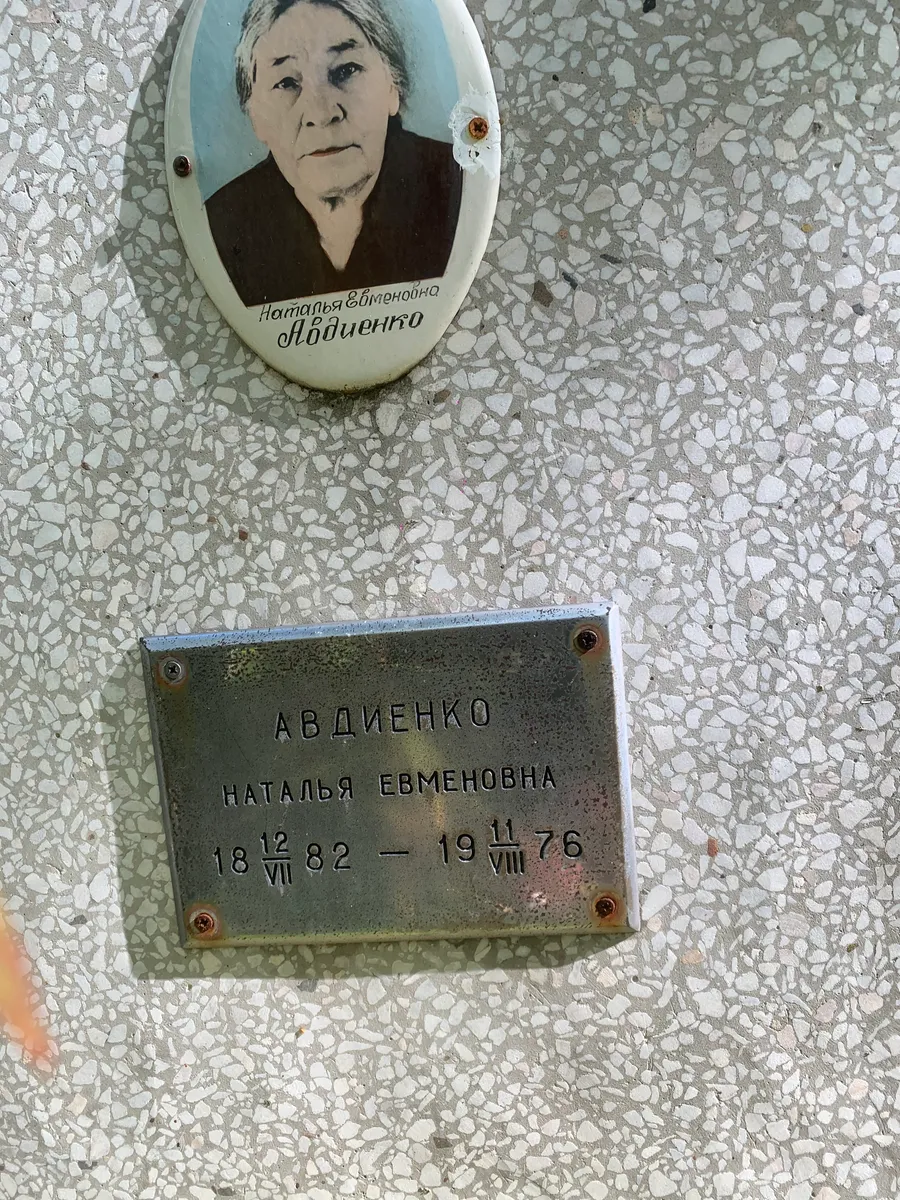 Наталья Евменовна
Авдиенко
АВДИЕНКО
НАТАЛЬЯ ЕВМЕНОВНА
18 12/VII 82 — 19 11/VIII 76